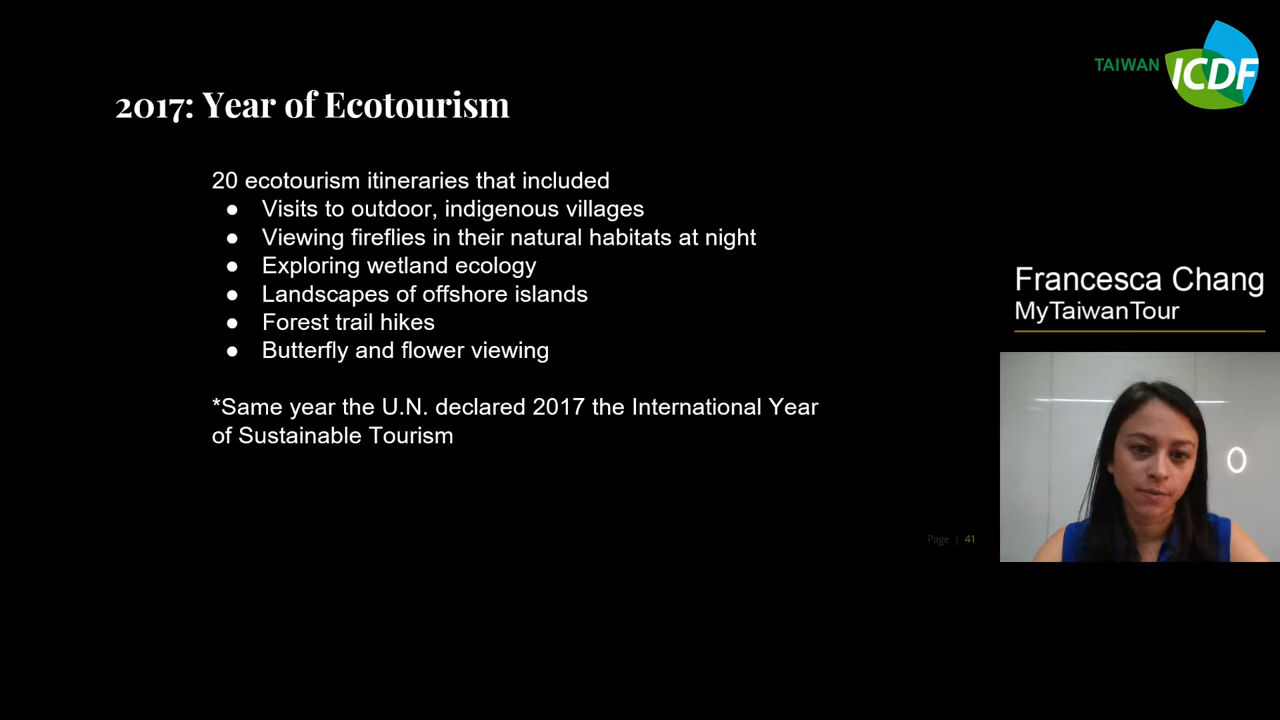 TAIWAN ICDF
2017: Year of Ecotourism
20 ecotourism itineraries that included
● Visits to outdoor, indigenous villages
● Viewing fireflies in their natural habitats at night
● Exploring wetland ecology
● Landscapes of offshore islands
● Forest trail hikes
● Butterfly and flower viewing
*Same year the U.N. declared 2017 the International Year
of Sustainable Tourism
Francesca Chang
MyTaiwanTour
Page | 41